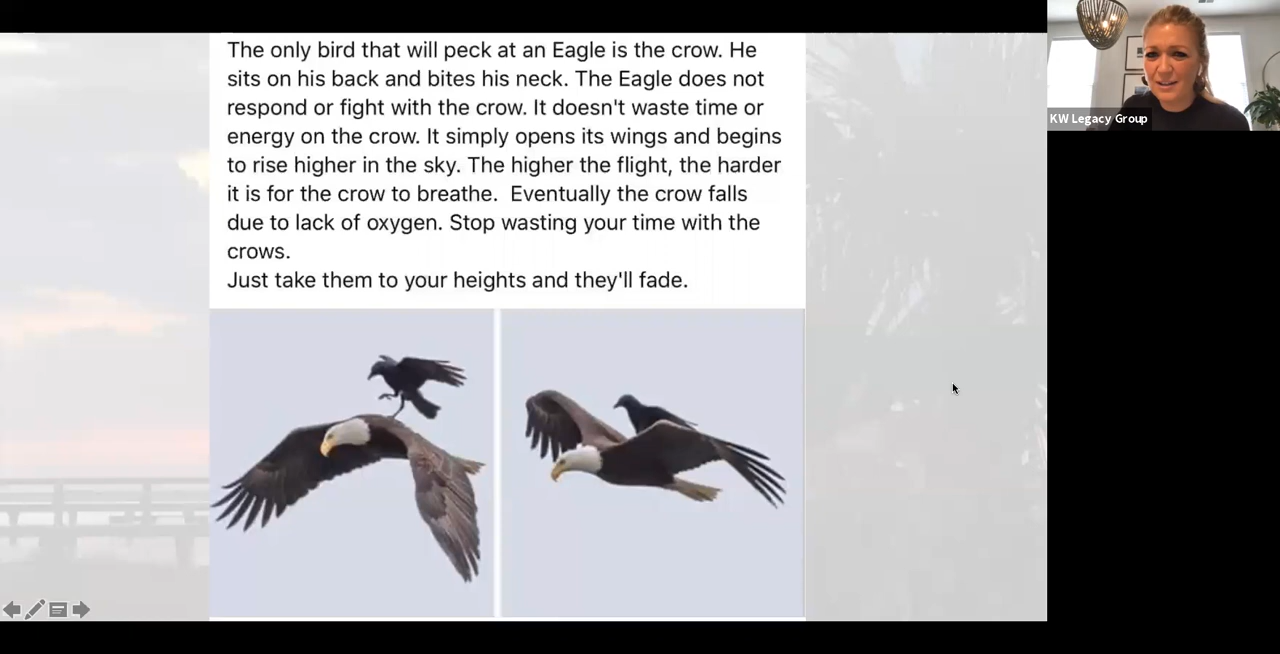 The only bird that will peck at an Eagle is the crow. He
sits on his back and bites his neck. The Eagle does not
respond or fight with the crow. It doesn't waste time or
energy on the crow. It simply opens its wings and begins
to rise higher in the sky. The higher the flight, the harder
it is for the crow to breathe.  Eventually the crow falls
due to lack of oxygen. Stop wasting your time with the
crows.
Just take them to your heights and they'll fade.
KW Legacy Group